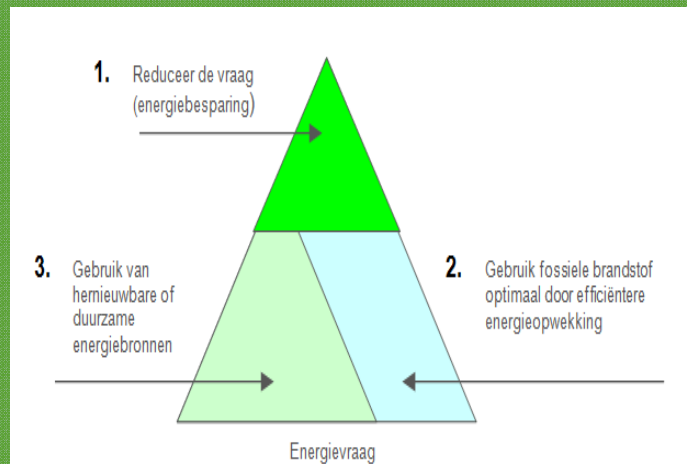 1. Reduceer de vraag
(energiebesparing)
3. Gebruik van
hernieuwbare of
duurzame
energiebronnen
2. Gebruik fossiele brandstof
optimaal door efficiëntere
energieopwekking
Energievraag